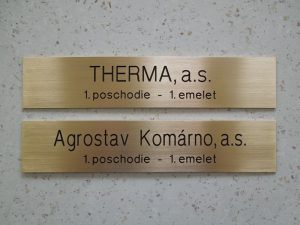 THERMA, a.s.
1. poschodie - 1. emelet
Agrostav Komárno, a.s.
1. poschodie - 1. emelet